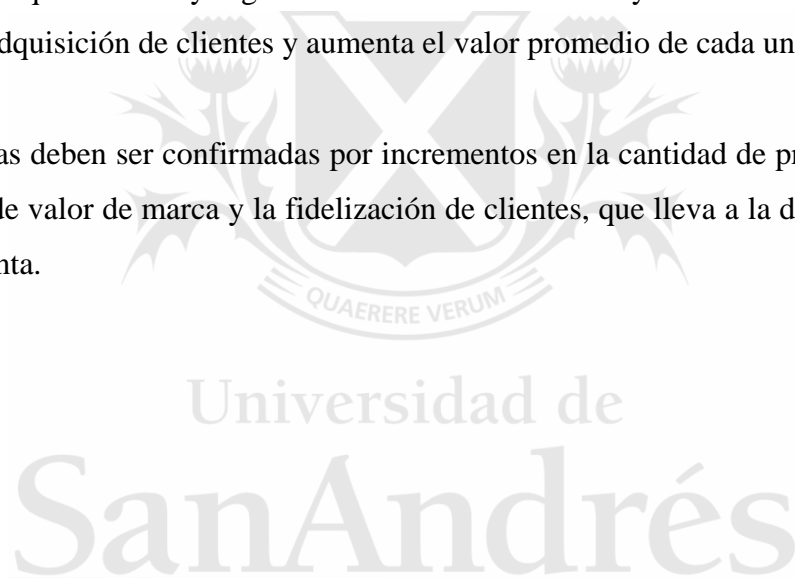 dquisición de clientes y aumenta el valor promedio de cada un
as deben ser confirmadas por incrementos en la cantidad de pr
de valor de marca y la fidelización de clientes, que lleva a la d
nta.
QUAERERE VERUM
Universidad de
SanAndrés